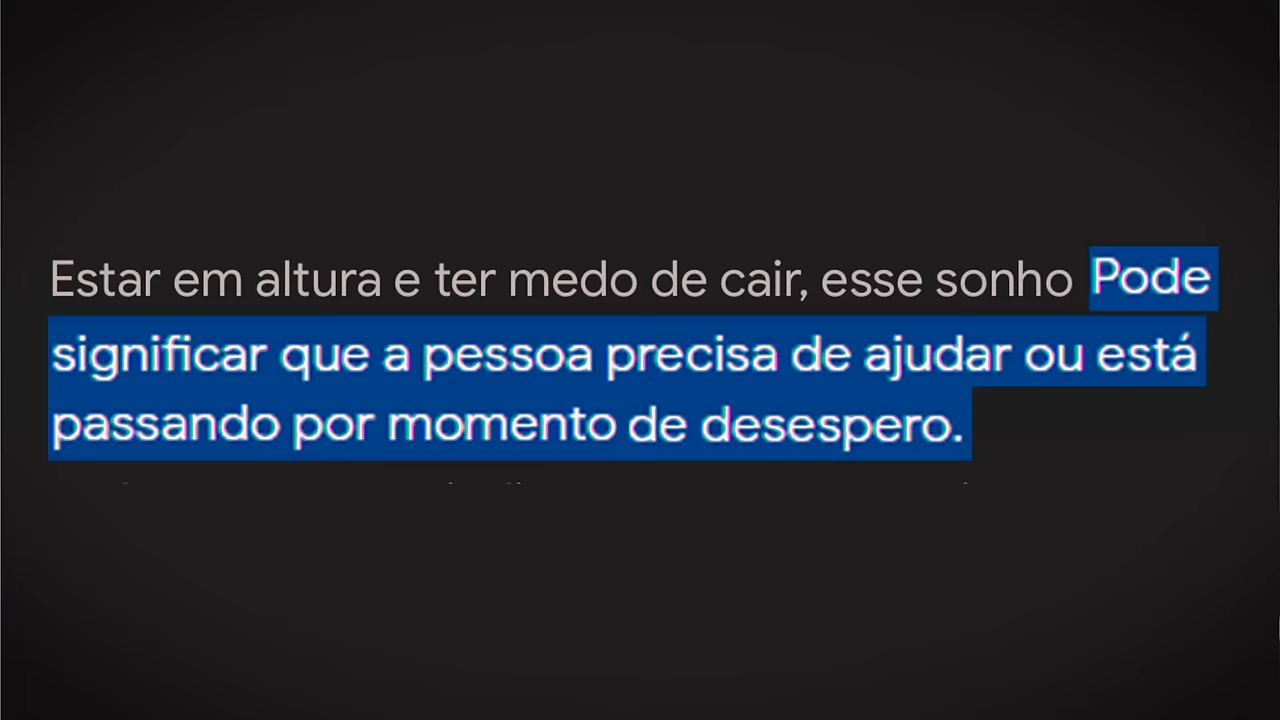 Estar em altura e ter medo de cair, esse sonho Pode
significar que a pessoa precisa de ajudar ou está
passando por momento de desespero.